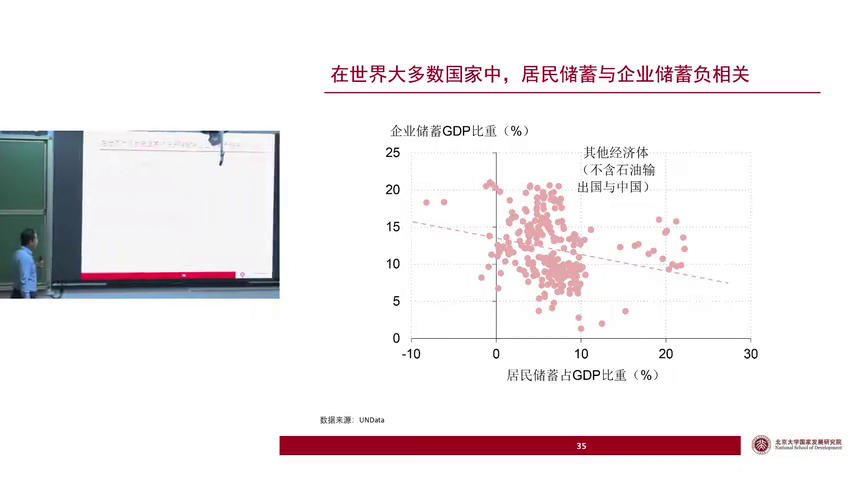 在世界大多数国家中，居民储蓄与企业储蓄负相关
企业储蓄GDP比重（%）
其他经济体
（不含石油输
出国与中国）
25
20
15
10
5
0
-10
0
10
20
30
居民储蓄占GDP比重（%）
数据来源：UNData
35
北京大学国家发展研究院
National School of Development